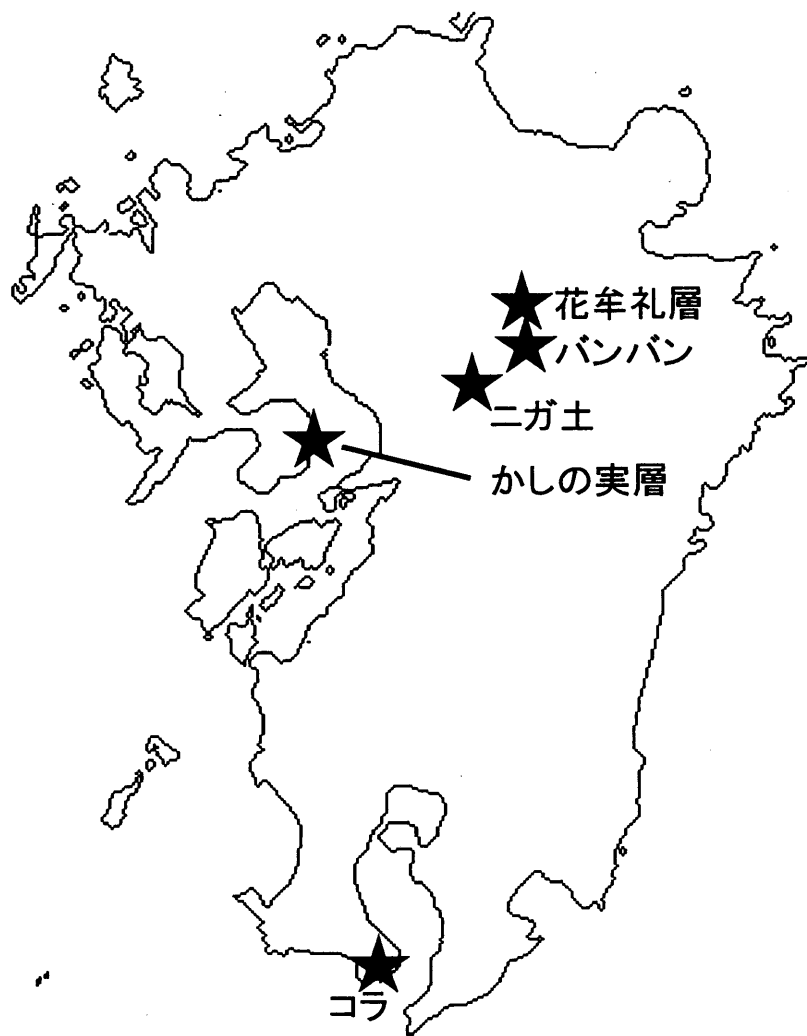 花牟礼層
バンバン
ニガ土
かしの実層
コラ